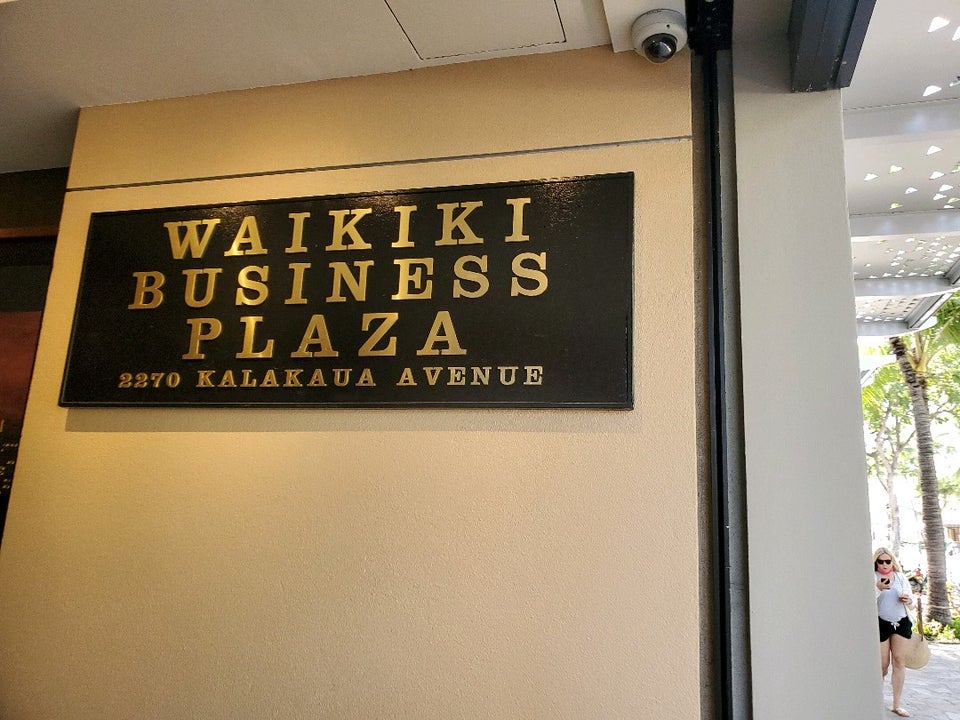 WAIKIKI
BUSINESS
PLAZA
2270 KALAKAUA AVENUE